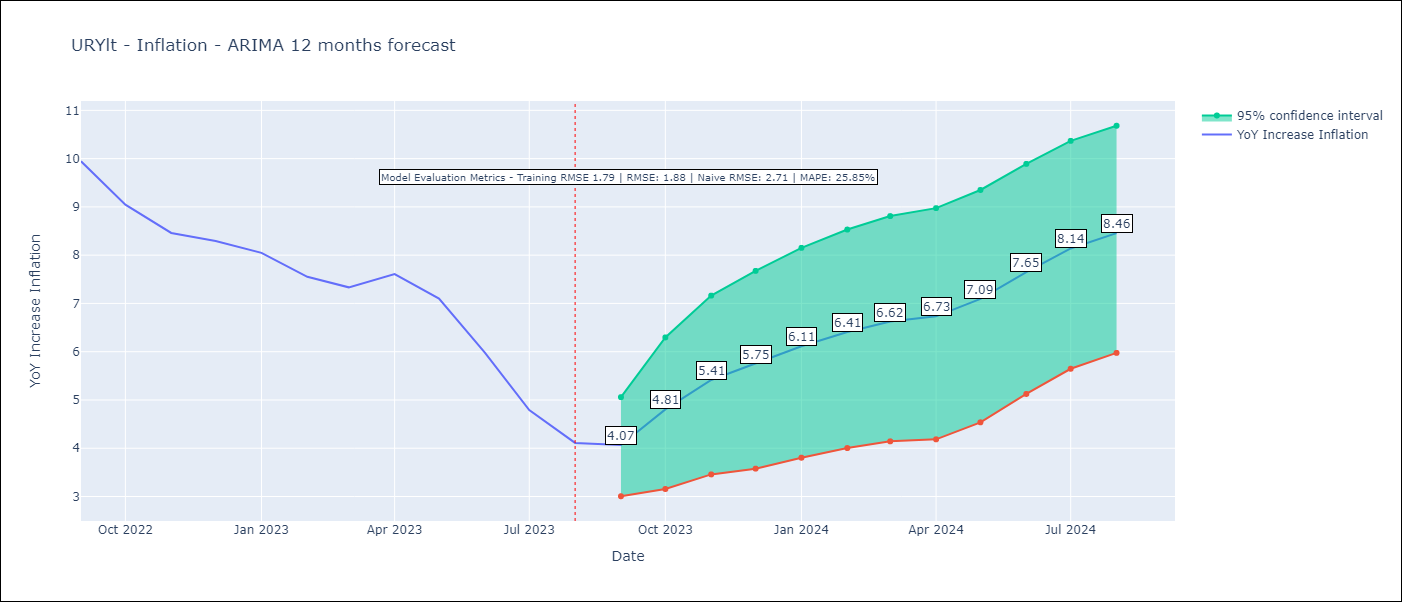 URYlt - Inflation - ARIMA 12 months forecast
95% confidence interval
YoY Increase Inflation
Model Evaluation Metrics - Training RMSE 1.79 | RMSE: 1.88 | Naive RMSE: 2.71 | MAPE: 25.85%
YoY Increase Inflation
11
10
9
8
7
6
5
4
3
4.07
4.81
5.41
5.75
6.11
6.41
6.62
6.73
7.09
7.65
8.14
8.46
Oct 2022
Jan 2023
Apr 2023
Jul 2023
Oct 2023
Jan 2024
Apr 2024
Jul 2024
Date